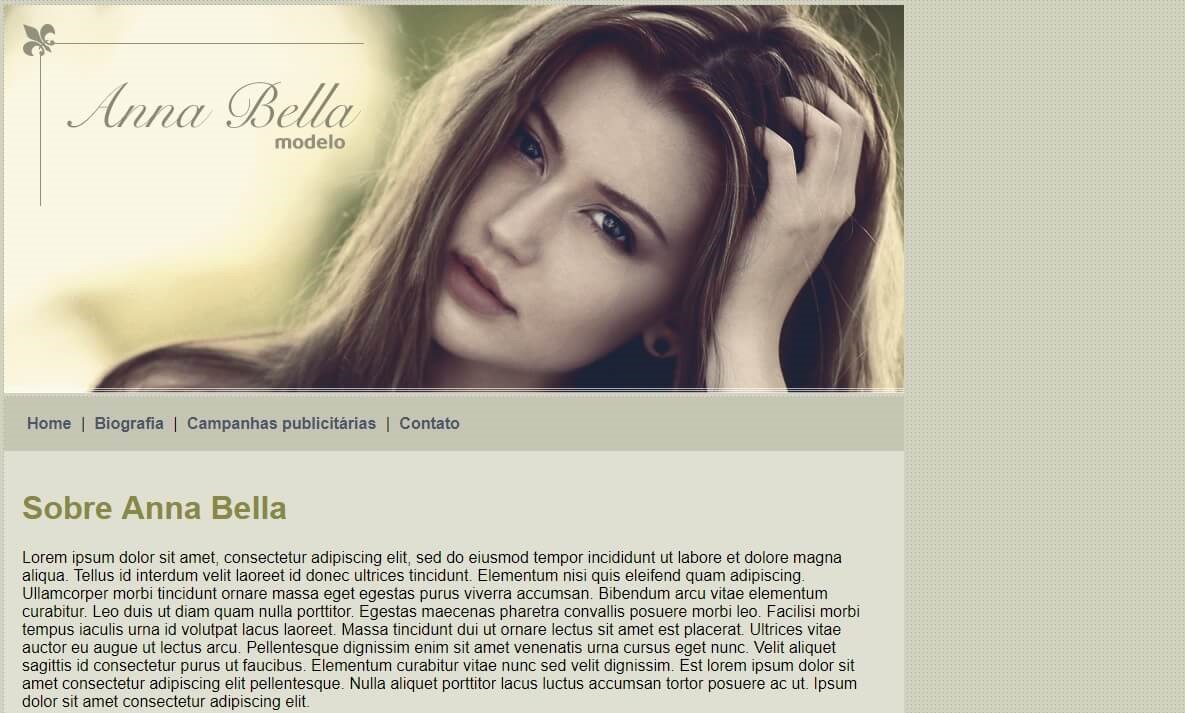 Anna Bella
modelo
Home | Biografia | Campanhas publicitárias | Contato
Sobre Anna Bella
Lorem ipsum dolor sit amet, consectetur adipiscing elit, sed do eiusmod tempor incididunt ut labore et dolore magna
aliqua. Tellus id interdum velit laoreet id donec ultrices tincidunt. Elementum nisi quis eleifend quam adipiscing.
Ullamcorper morbi tincidunt ornare massa eget egestas purus viverra accumsan. Bibendum arcu vitae elementum
curabitur. Leo duis ut diam quam nulla porttitor. Egestas maecenas pharetra convallis posuere morbi leo. Facilisi morbi
tempus iaculis urna id volutpat lacus laoreet. Massa tincidunt dui ut ornare lectus sit amet est placerat. Ultrices vitae
auctor eu augue ut lectus arcu. Pellentesque dignissim enim sit amet venenatis urna cursus eget nunc. Velit aliquet
sagittis id consectetur purus ut faucibus. Elementum curabitur vitae nunc sed velit dignissim. Est lorem ipsum dolor sit
amet consectetur adipiscing elit pellentesque. Nulla aliquet porttitor lacus luctus accumsan tortor posuere ac ut. Ipsum
dolor sit amet consectetur adipiscing elit.